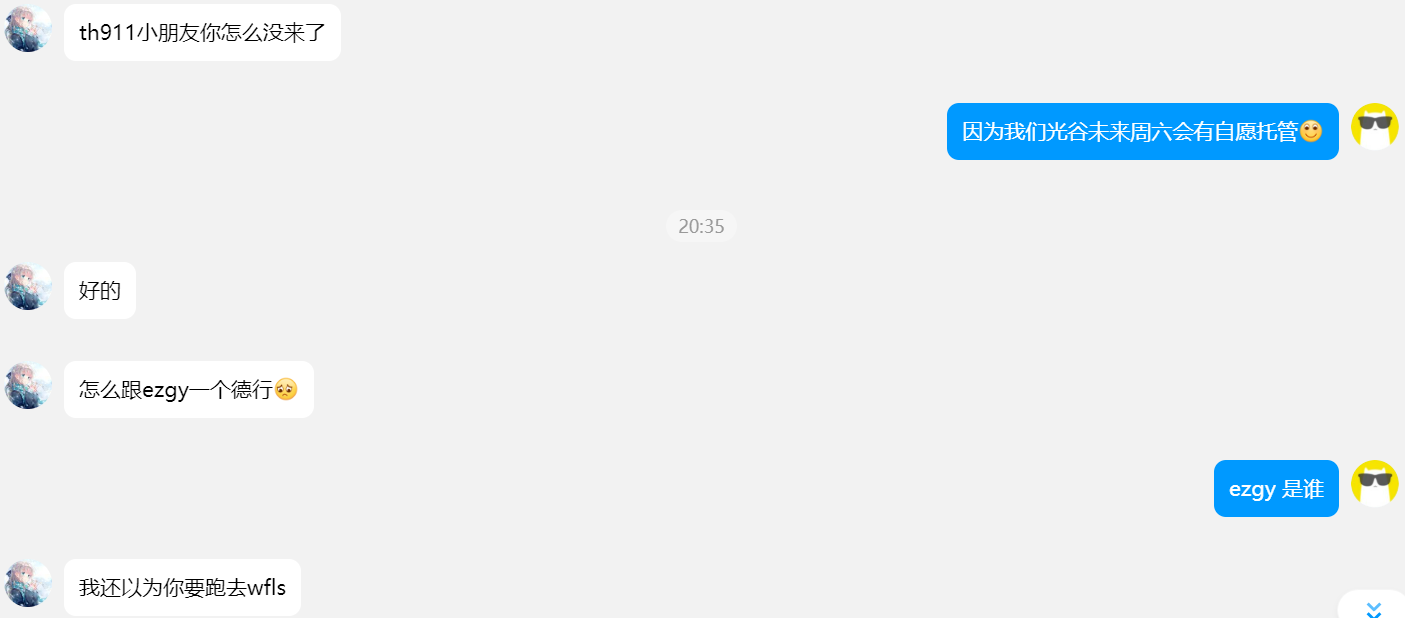 th911小朋友你怎么没来了
因为我们光谷未来周六会有自愿托管
20:35
好的
怎么跟ezgy一个德行🥺
ezgy 是谁
我还以为你要跑去wfls